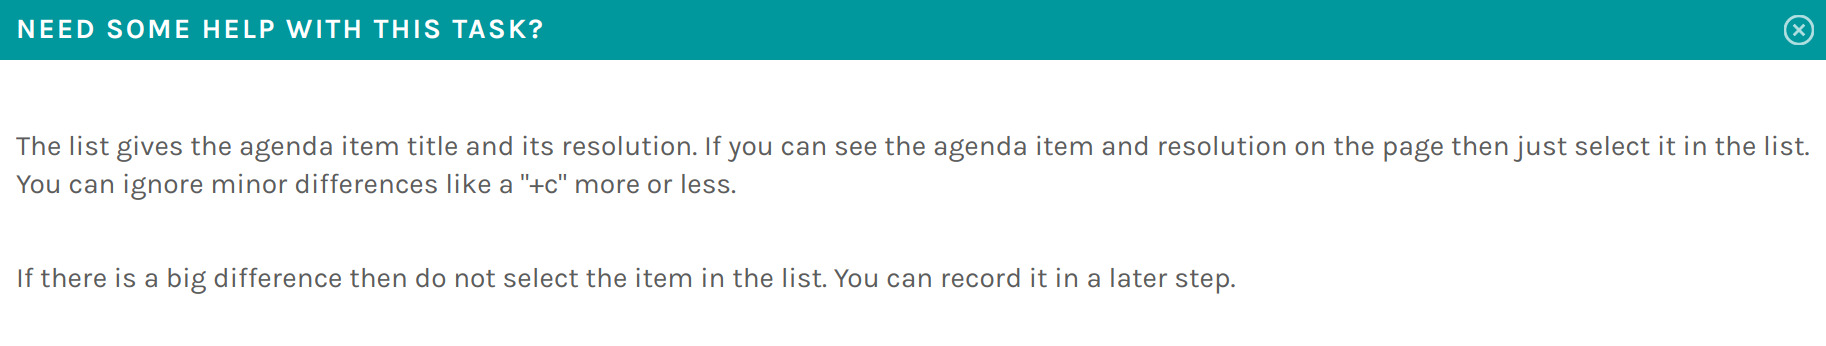 NEED SOME HELP WITH THIS TASK?
The list gives the agenda item title and its resolution. If you can see the agenda item and resolution on the page then just select it in the list.
You can ignore minor differences like a "+c" more or less.
If there is a big difference then do not select the item in the list. You can record it in a later step.